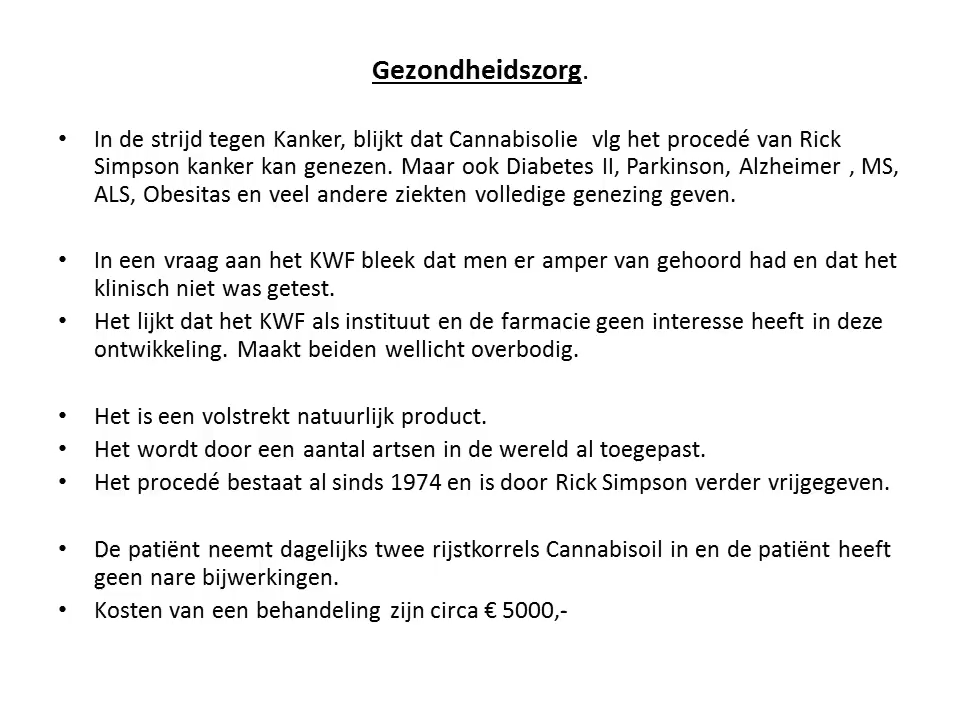 Gezondheidszorg.
• In de strijd tegen Kanker, blijkt dat Cannabisolie vlg het procedé van Rick
Simpson kanker kan genezen. Maar ook Diabetes II, Parkinson, Alzheimer , MS,
ALS, Obesitas en veel andere ziekten volledige genezing geven.
• In een vraag aan het KWF bleek dat men er amper van gehoord had en dat het
klinisch niet was getest.
• Het lijkt dat het KWF als instituut en de farmacie geen interesse heeft in deze
ontwikkeling. Maakt beiden wellicht overbodig.
• Het is een volstrekt natuurlijk product.
• Het wordt door een aantal artsen in de wereld al toegepast.
• Het procedé bestaat al sinds 1974 en is door Rick Simpson verder vrijgegeven.
• De patiënt neemt dagelijks twee rijstkorrels Cannabisoil in en de patiënt heeft
geen nare bijwerkingen.
• Kosten van een behandeling zijn circa € 5000,-